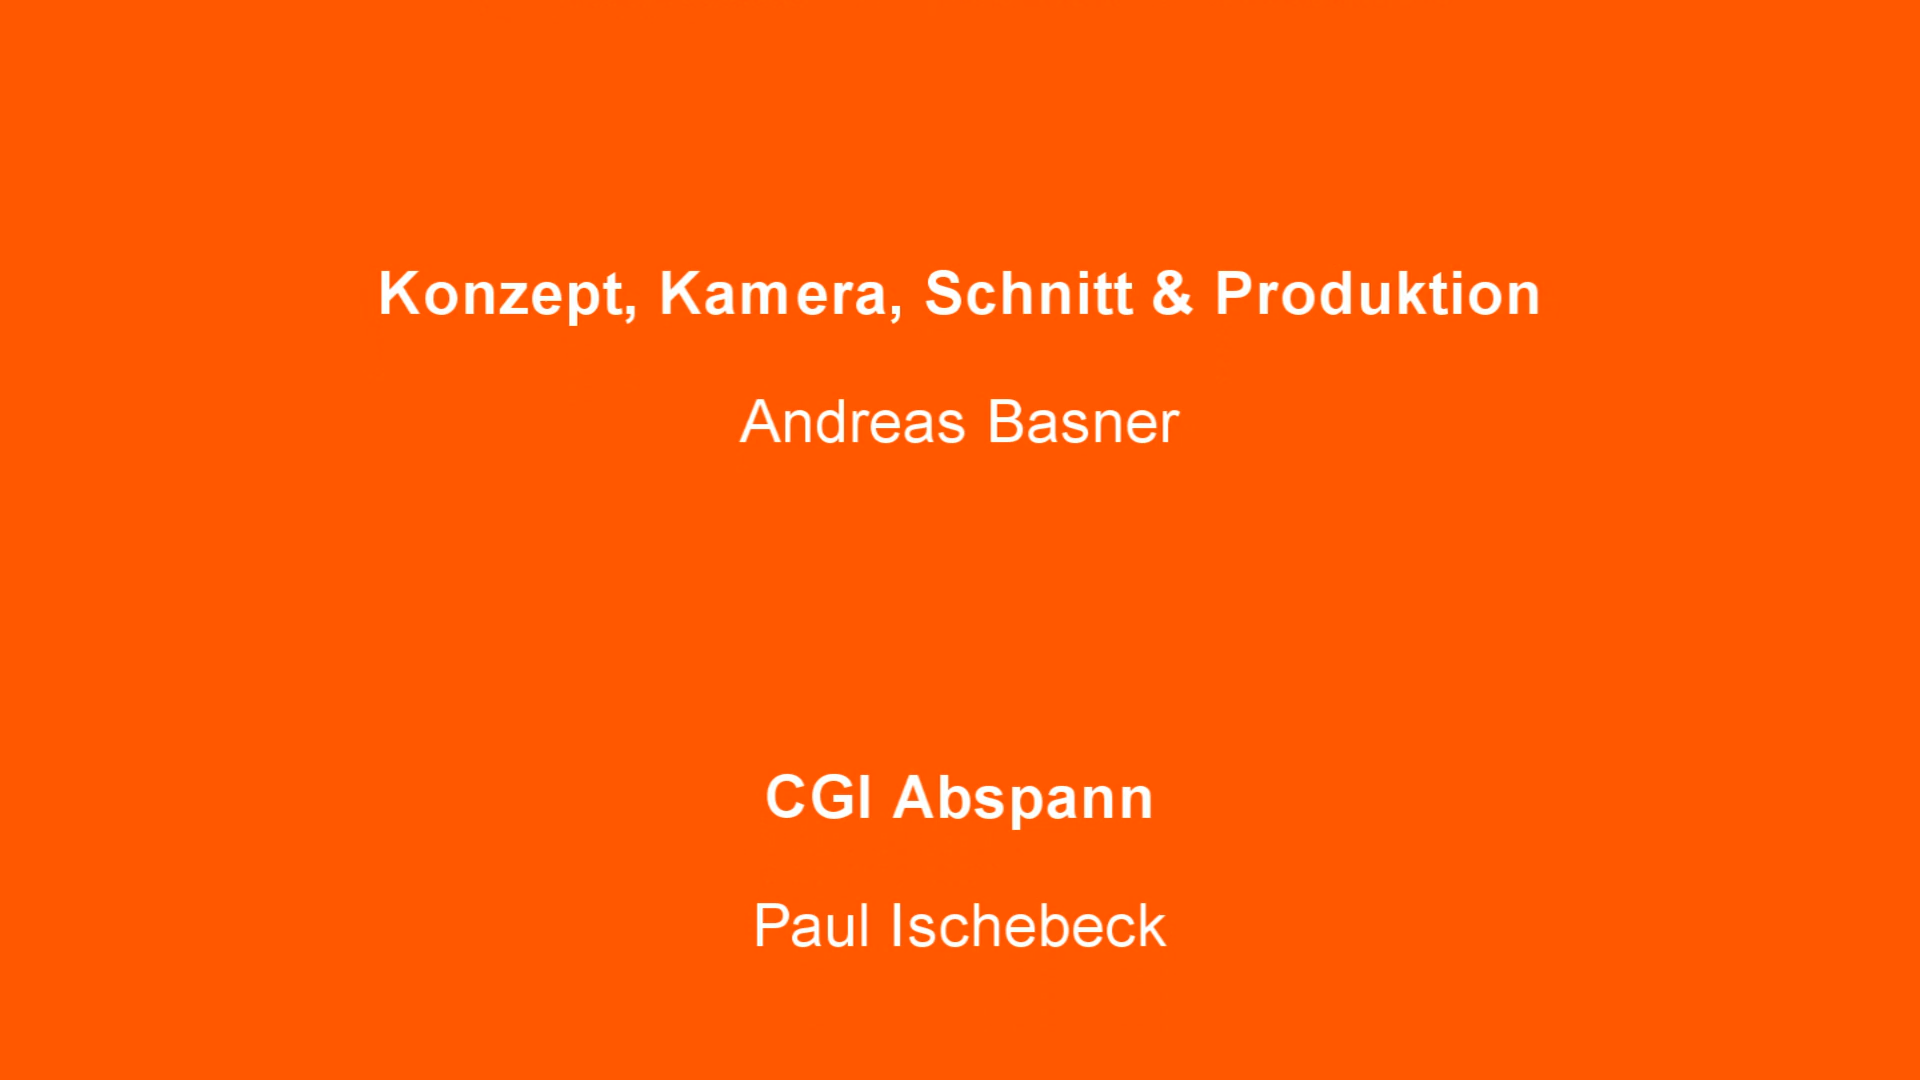 Konzept, Kamera, Schnitt & Produktion
Andreas Basner
CGI Abspann
Paul Ischebeck